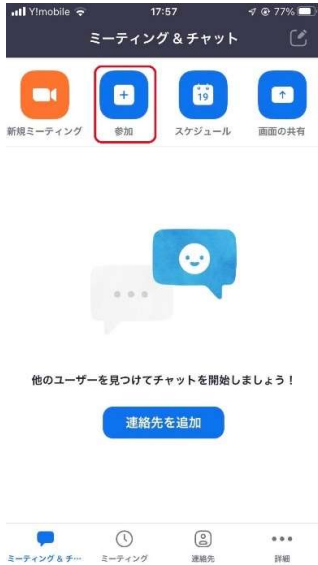 Y!mobile 17:57 77%
ミーティング & チャット
19
新規ミーティング 参加 スケジュール 画面の共有
他のユーザーを見つけてチャットを開始しましょう！
連絡先を追加
ミーティング & チ… ミーティング 連絡先 詳細